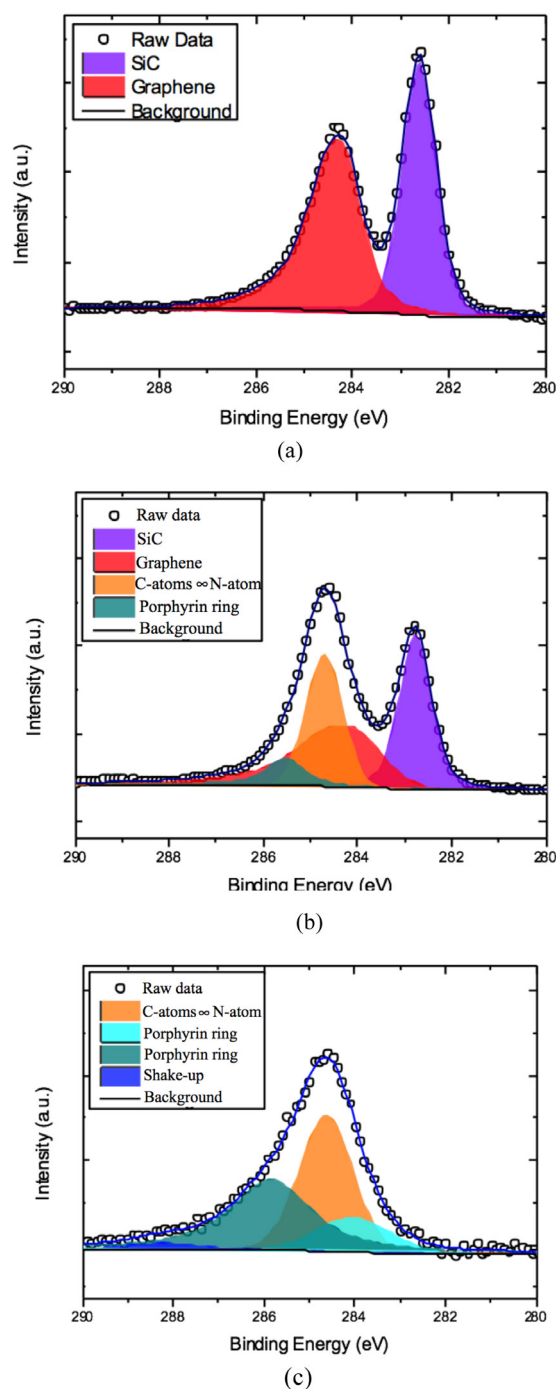 Raw Data
SiC
Graphene
Background
Intensity (a.u.)
290 288 286 284 282 280
Binding Energy (eV)
(a)
Raw data
SiC
Graphene
C-atoms ∞ N-atom
Porphyrin ring
Background
Intensity (a.u.)
290 288 286 284 282 280
Binding Energy (eV)
(b)
Raw data
C-atoms ∞ N-atom
Porphyrin ring
Porphyrin ring
Shake-up
Background
Intensity (a.u.)
290 288 286 284 282 280
Binding Energy (eV)
(c)